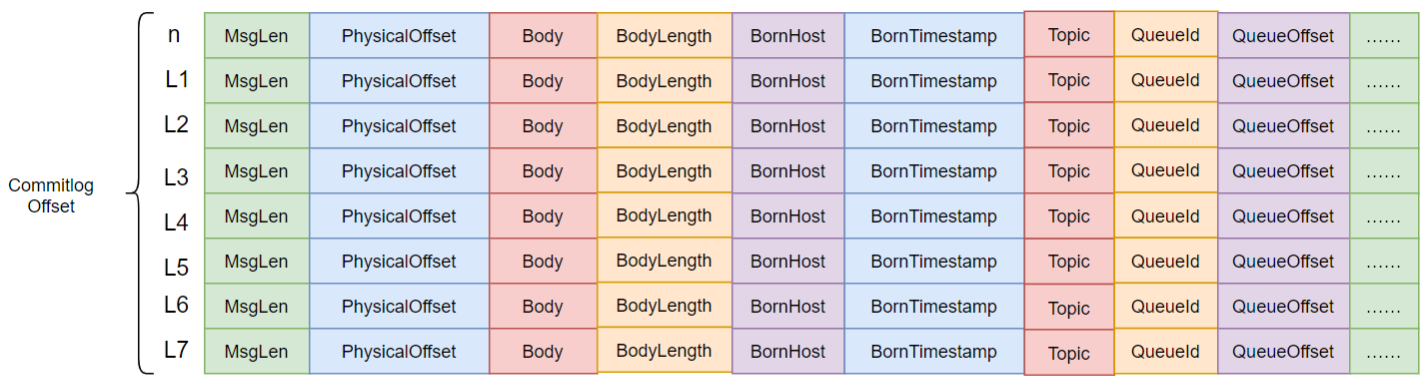 n MsgLen PhysicalOffset Body BodyLength BornHost BornTimestamp Topic QueueId QueueOffset ......
L1 MsgLen PhysicalOffset Body BodyLength BornHost BornTimestamp Topic QueueId QueueOffset ......
L2 MsgLen PhysicalOffset Body BodyLength BornHost BornTimestamp Topic QueueId QueueOffset ......
L3 MsgLen PhysicalOffset Body BodyLength BornHost BornTimestamp Topic QueueId QueueOffset ......
Commitlog
Offset
L4 MsgLen PhysicalOffset Body BodyLength BornHost BornTimestamp Topic QueueId QueueOffset ......
L5 MsgLen PhysicalOffset Body BodyLength BornHost BornTimestamp Topic QueueId QueueOffset ......
L6 MsgLen PhysicalOffset Body BodyLength BornHost BornTimestamp Topic QueueId QueueOffset ......
L7 MsgLen PhysicalOffset Body BodyLength BornHost BornTimestamp Topic QueueId QueueOffset ......